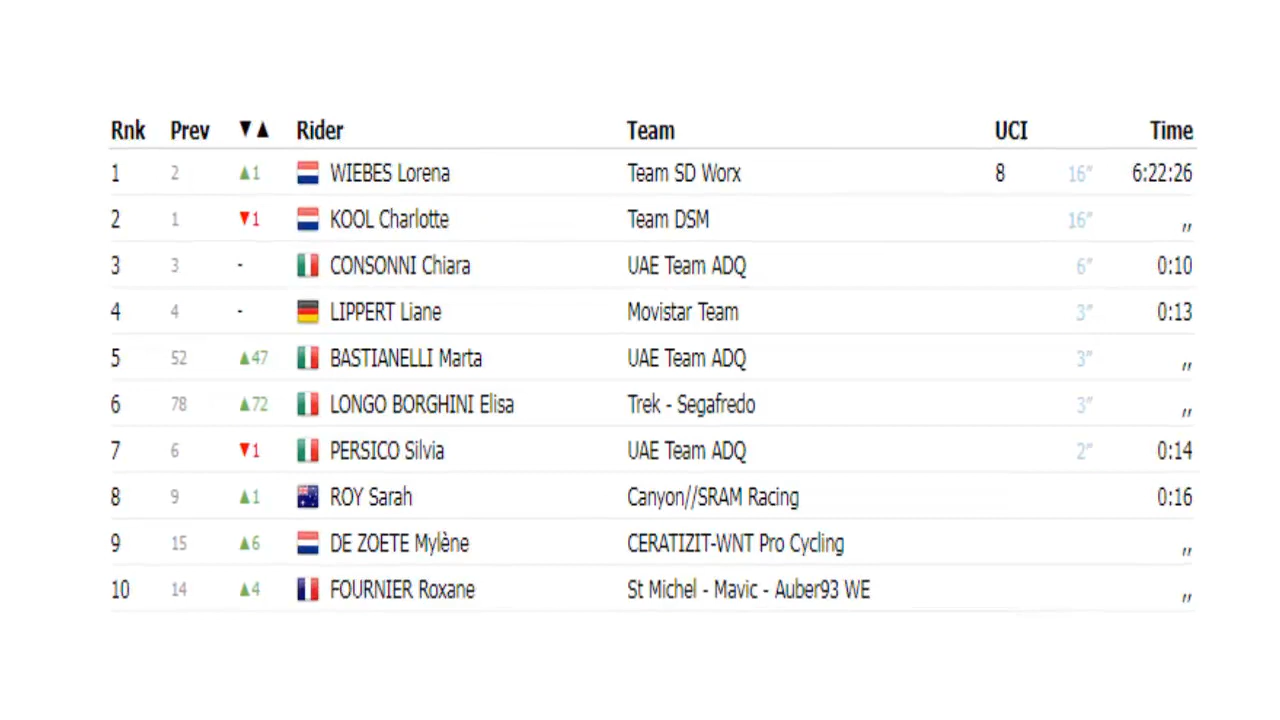 Rnk Prev ▼▲ Rider Team UCI Time
1 2 ▲1 WIEBES Lorena Team SD Worx 8 16″ 6:22:26
2 1 ▼1 KOOL Charlotte Team DSM 16″ ,,
3 3 - CONSONNI Chiara UAE Team ADQ 6″ 0:10
4 4 - LIPPERT Liane Movistar Team 3″ 0:13
5 52 ▲47 BASTIANELLI Marta UAE Team ADQ 3″ ,,
6 78 ▲72 LONGO BORGHINI Elisa Trek - Segafredo 3″ ,,
7 6 ▼1 PERSICO Silvia UAE Team ADQ 2″ 0:14
8 9 ▲1 ROY Sarah Canyon//SRAM Racing 0:16
9 15 ▲6 DE ZOETE Mylène CERATIZIT-WNT Pro Cycling ,,
10 14 ▲4 FOURNIER Roxane St Michel - Mavic - Auber93 WE ,,